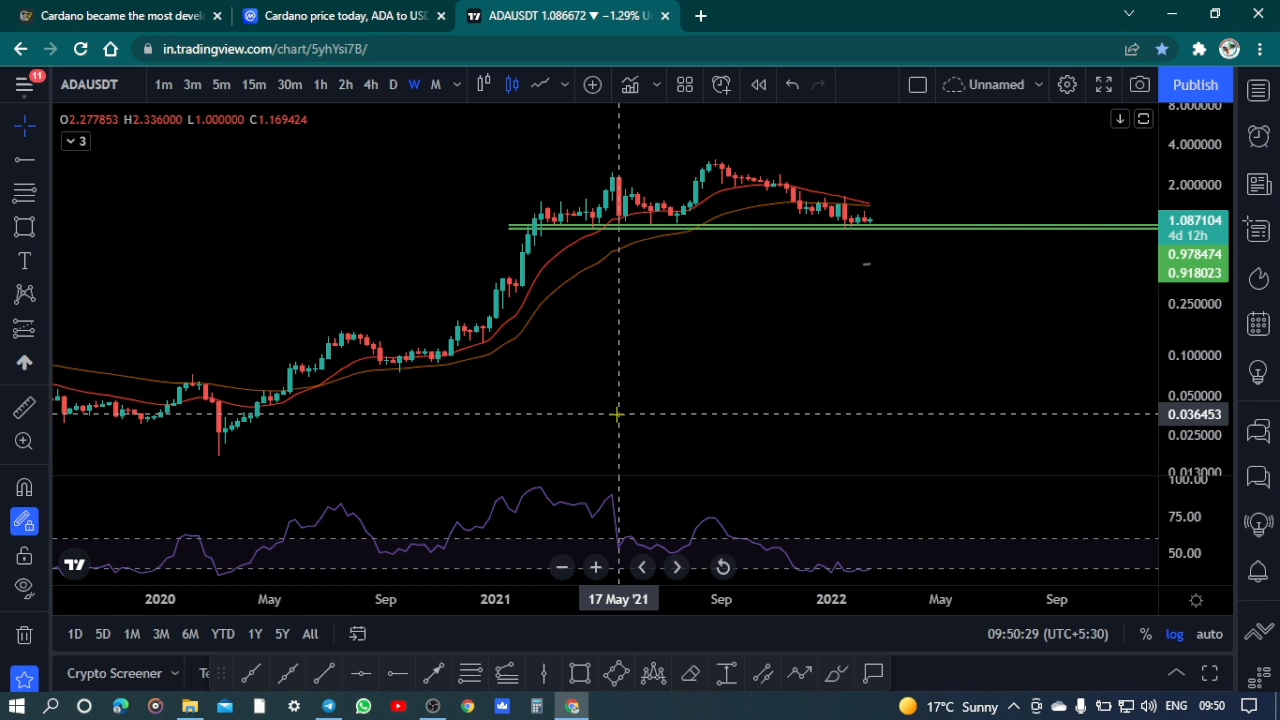 Cardano became the most devel
Cardano price today, ADA to USD
ADAUSDT 1.086672 ▼ −1.29% U
in.tradingview.com/chart/5yhYsi7B/
11
ADAUSDT 1m 3m 5m 15m 30m 1h 2h 4h D W M
Unnamed
Publish
O2.277853 H2.336000 L1.000000 C1.169424
3
8.000000
4.000000
2.000000
1.087104
4d 12h
0.978474
0.918023
0.250000
0.100000
0.050000
0.036453
0.025000
0.013000
100.00
75.00
50.00
2020 May Sep 2021 17 May '21 Sep 2022 May Sep
1D 5D 1M 3M 6M YTD 1Y 5Y All
09:50:29 (UTC+5:30) % log auto
Crypto Screener Te
17°C Sunny ENG 09:50